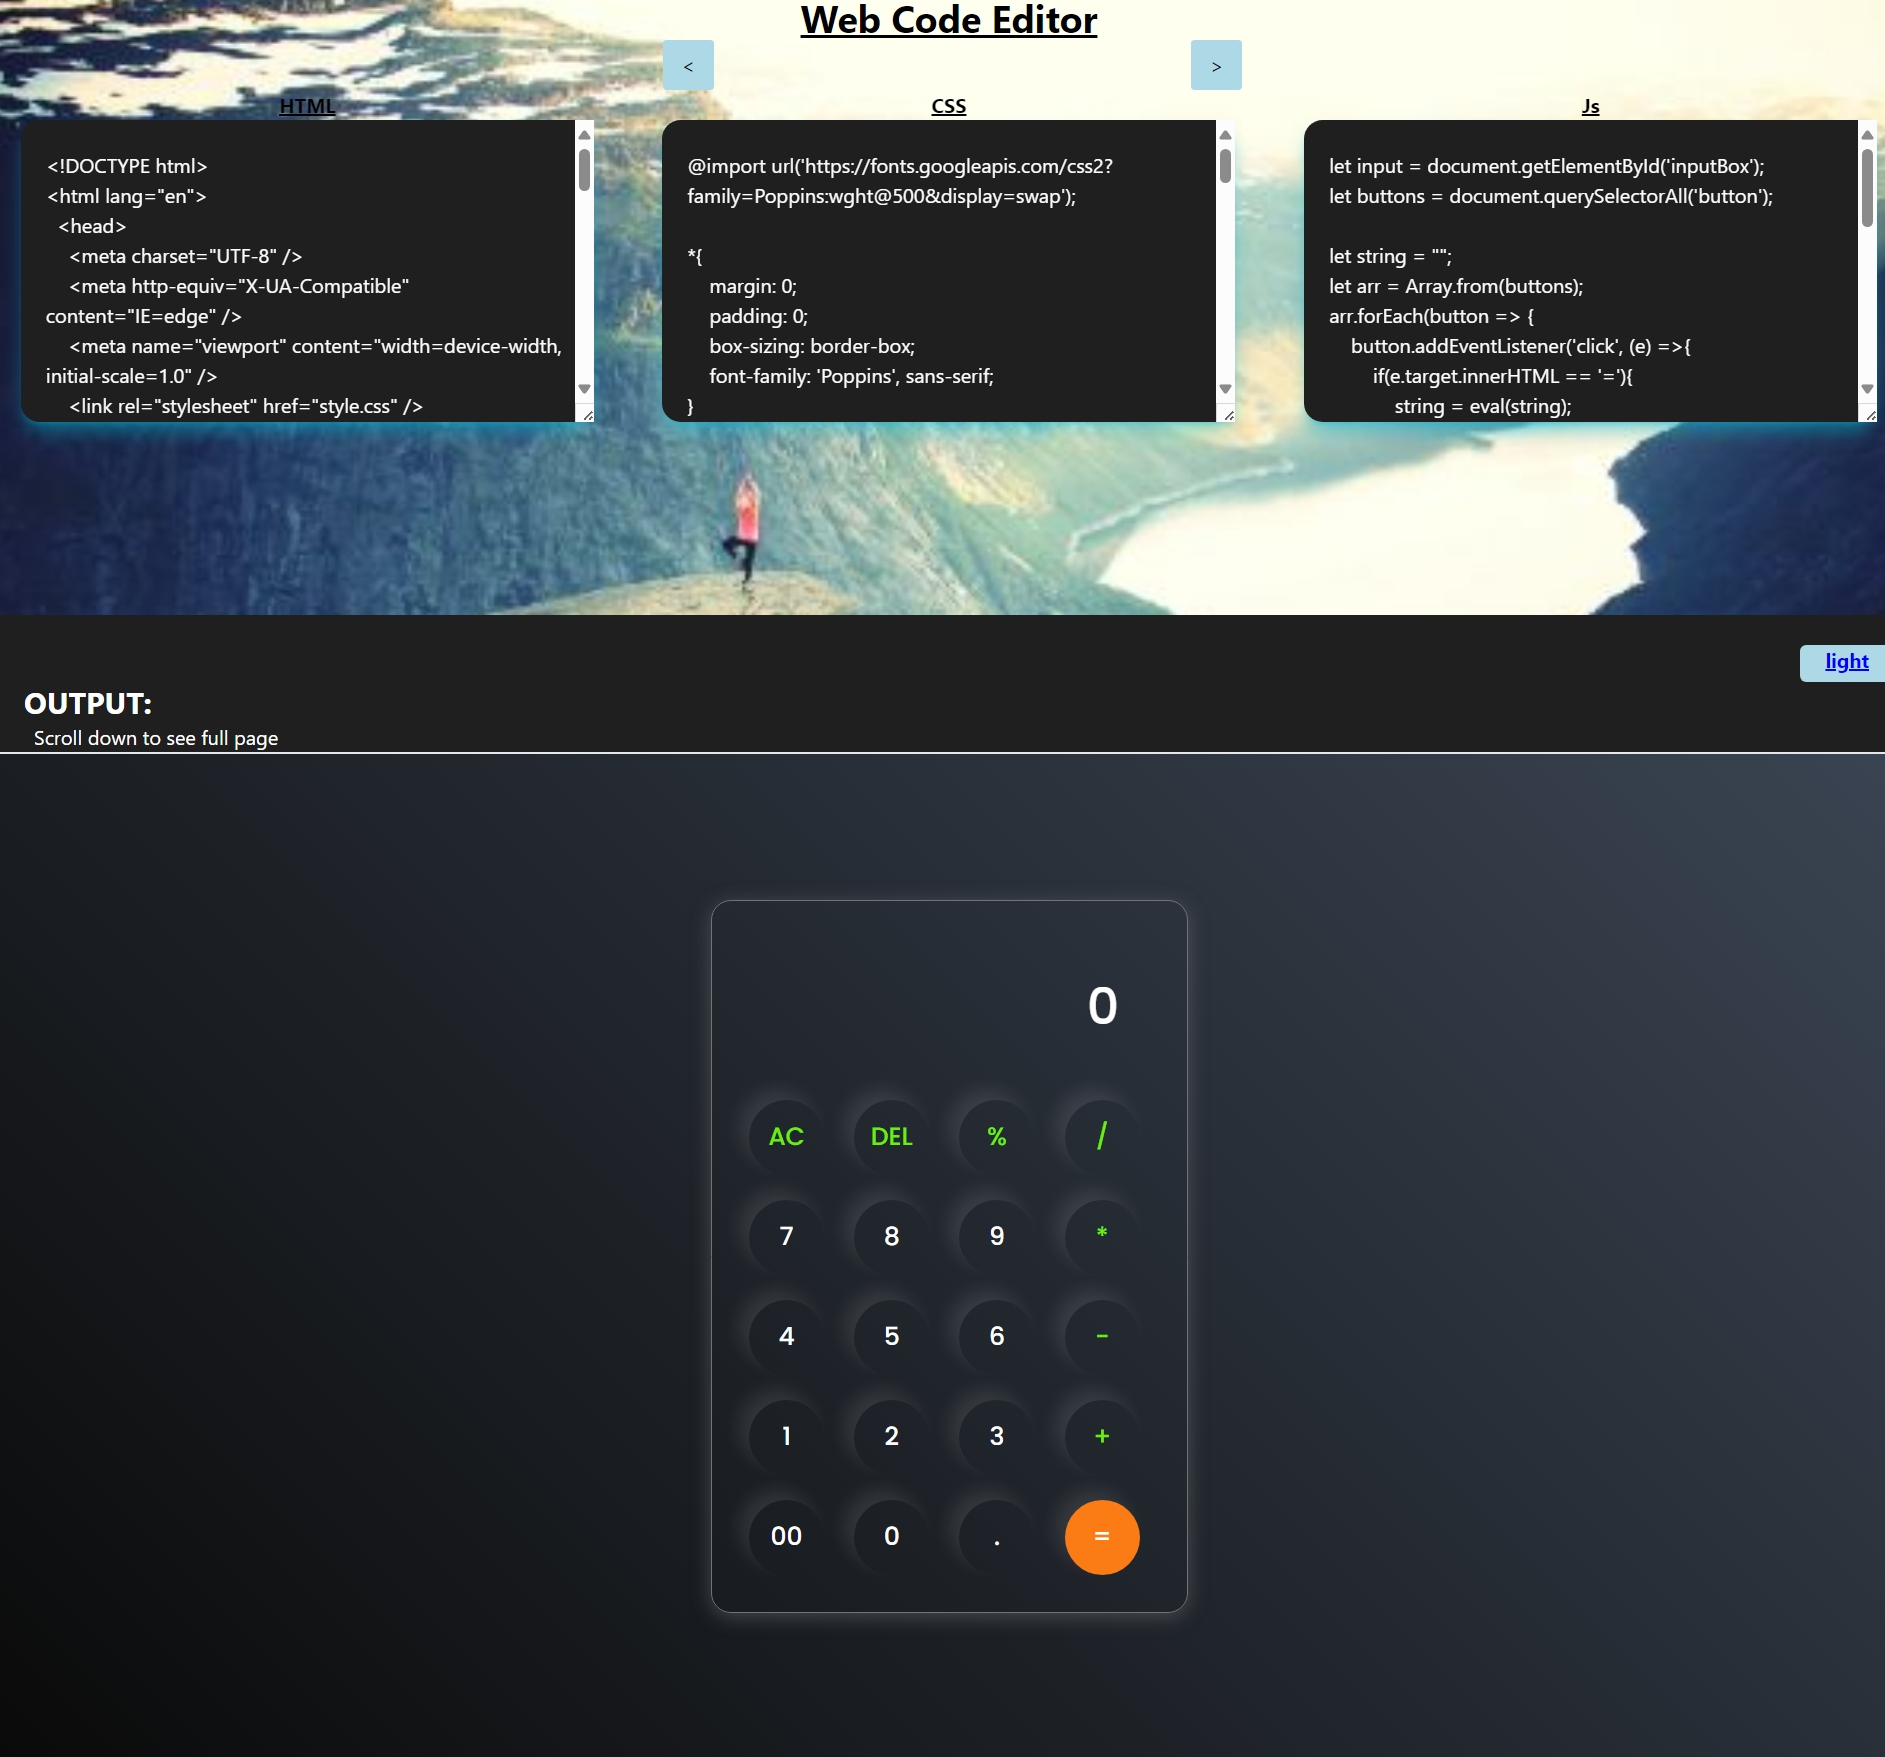 Web Code Editor
<
>
HTML
<!DOCTYPE html>
<html lang="en">
  <head>
    <meta charset="UTF-8" />
    <meta http-equiv="X-UA-Compatible"
content="IE=edge" />
    <meta name="viewport" content="width=device-width,
initial-scale=1.0" />
    <link rel="stylesheet" href="style.css" />
CSS
@import url('https://fonts.googleapis.com/css2?
family=Poppins:wght@500&display=swap');
*{
    margin: 0;
    padding: 0;
    box-sizing: border-box;
    font-family: 'Poppins', sans-serif;
}
Js
let input = document.getElementById('inputBox');
let buttons = document.querySelectorAll('button');
let string = "";
let arr = Array.from(buttons);
arr.forEach(button => {
    button.addEventListener('click', (e) =>{
        if(e.target.innerHTML == '='){
            string = eval(string);
light
OUTPUT:
Scroll down to see full page
0
AC DEL % /
7 8 9 *
4 5 6 -
1 2 3 +
00 0 . =